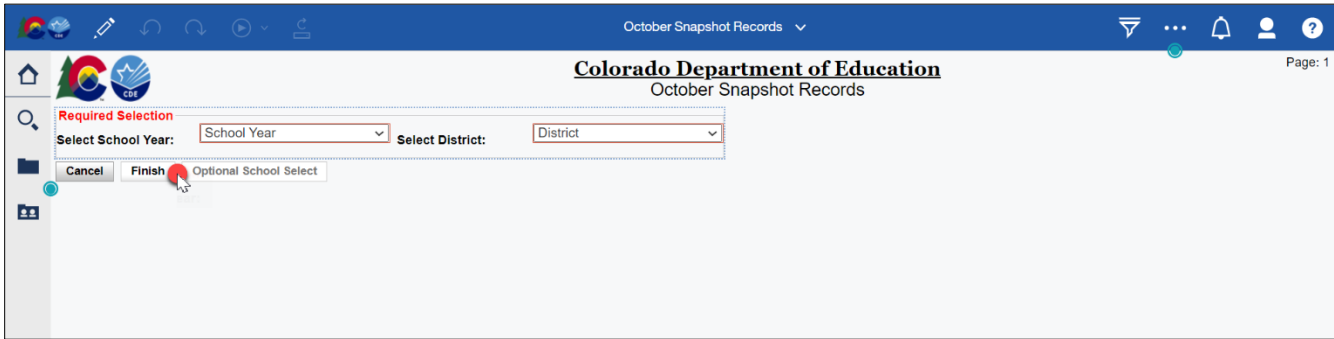 October Snapshot Records
Page: 1
Colorado Department of Education
October Snapshot Records
CDE
Required Selection
Select School Year: School Year Select District: District
Cancel Finish Optional School Select